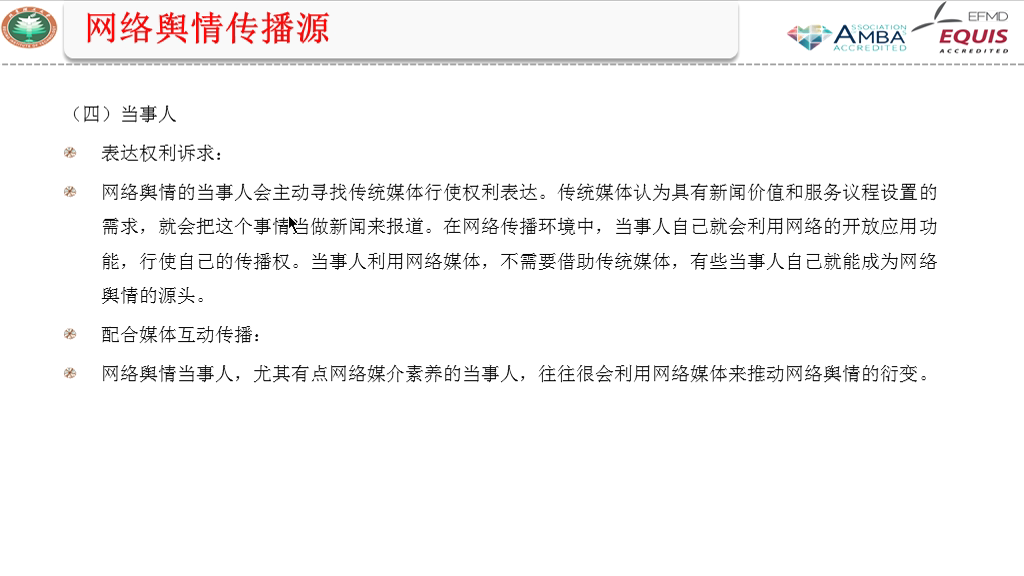 网络舆情传播源
ASSOCIATION
AMBA
ACCREDITED
EFMD
EQUIS
ACCREDITED
（四）当事人
表达权利诉求：
网络舆情的当事人会主动寻找传统媒体行使权利表达。传统媒体认为具有新闻价值和服务议程设置的
需求，就会把这个事情当做新闻来报道。在网络传播环境中，当事人自己就会利用网络的开放应用功
能，行使自己的传播权。当事人利用网络媒体，不需要借助传统媒体，有些当事人自己就能成为网络
舆情的源头。
配合媒体互动传播：
网络舆情当事人，尤其有点网络媒介素养的当事人，往往很会利用网络媒体来推动网络舆情的衍变。